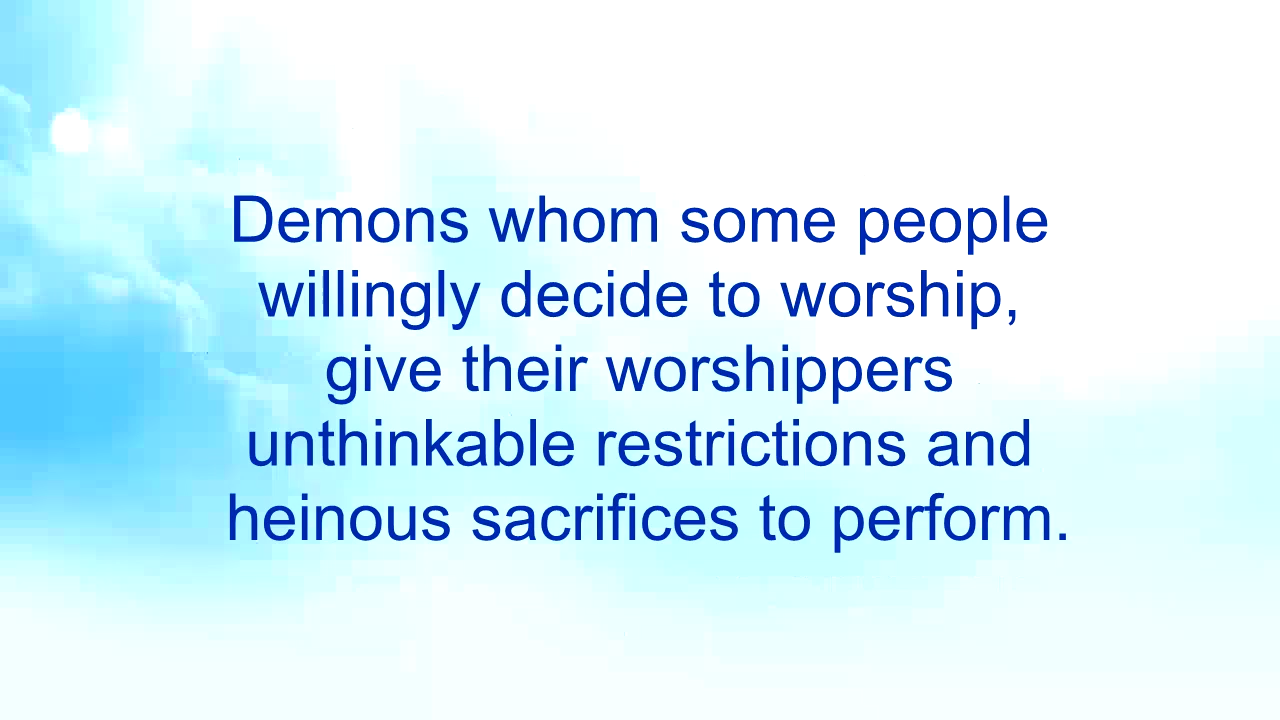 Demons whom some people
willingly decide to worship,
give their worshippers
unthinkable restrictions and
heinous sacrifices to perform.